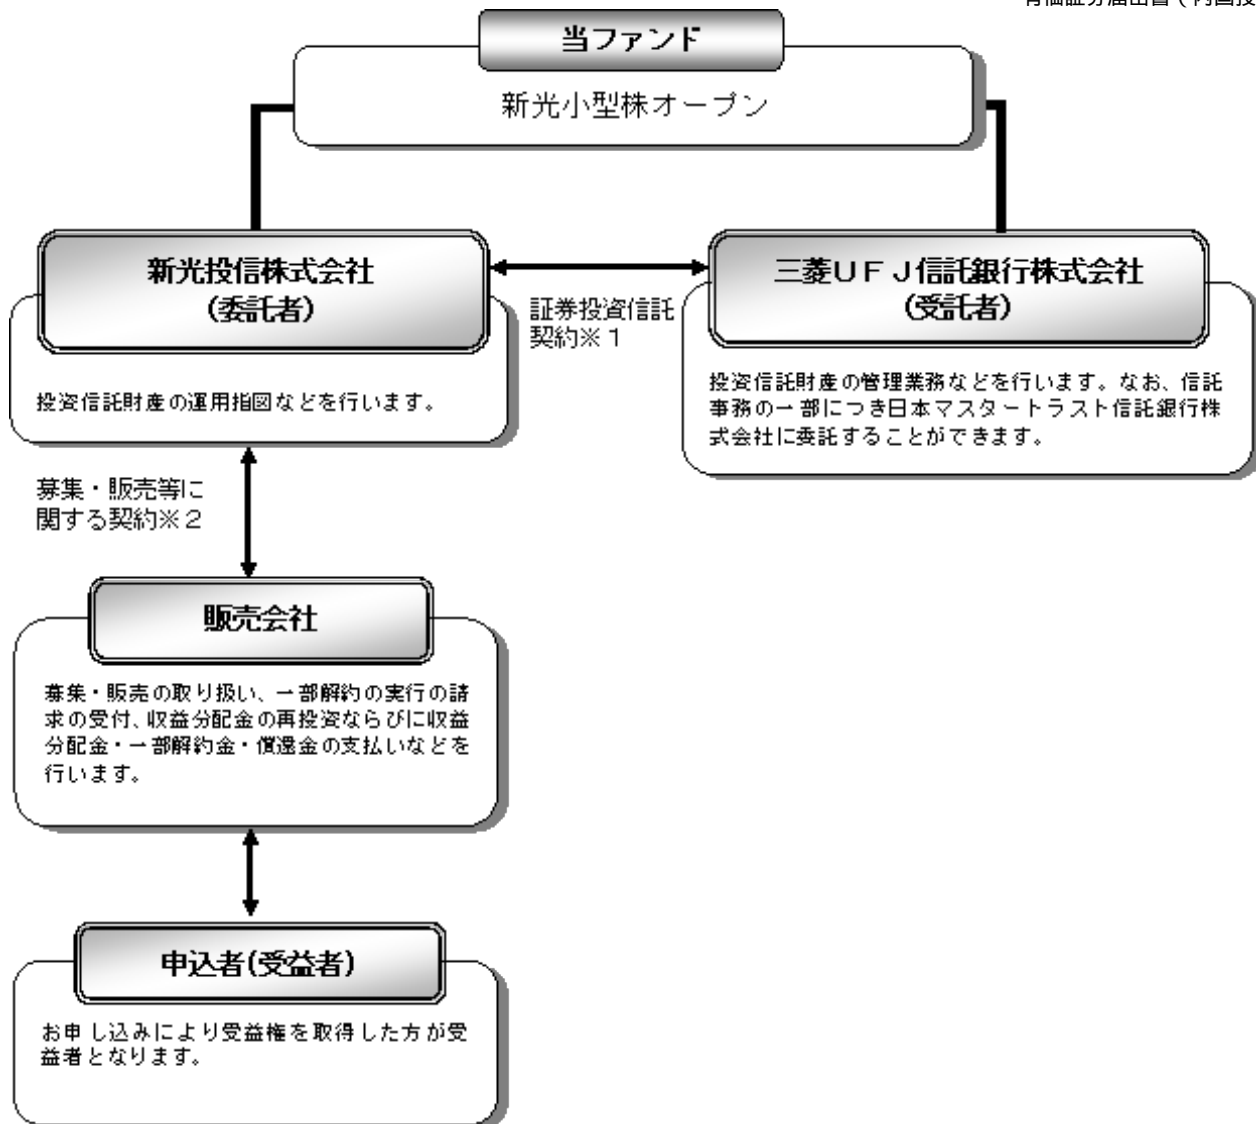 当ファンド
新光小型株オープン
新光投信株式会社
(委託者)
投資信託財産の運用指図などを行います。
証券投資信託
契約※１
三菱ＵＦＪ信託銀行株式会社
(受託者)
投資信託財産の管理業務などを行います。なお、信託
事務の一部につき日本マスタートラスト信託銀行株
式会社に委託することができます。
募集・販売等に
関する契約※２
販売会社
募集・販売の取り扱い、一部解約の実行の請
求の受付、収益分配金の再投資ならびに収益
分配金・一部解約金・償還金の支払いなどを
行います。
申込者(受益者)
お申し込みにより受益権を取得した方が受
益者となります。